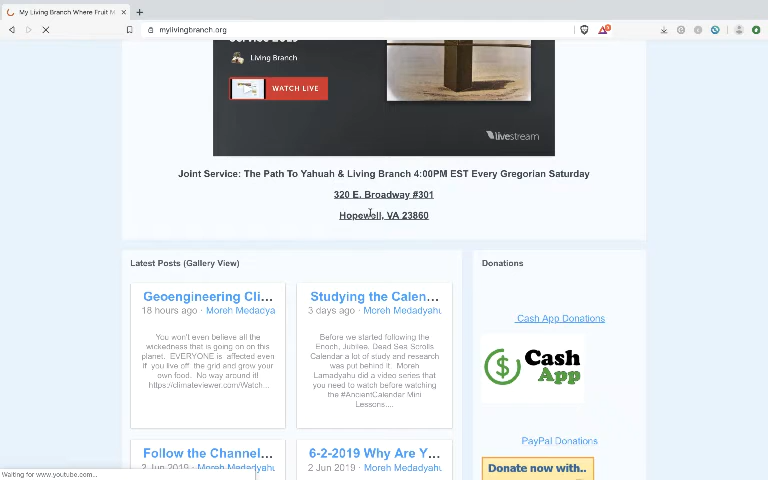 My Living Branch Where Fruit M
mylivingbranch.org
Living Branch
WATCH LIVE
livestream
Joint Service: The Path To Yahuah & Living Branch 4:00PM EST Every Gregorian Saturday
320 E. Broadway #301
Hopewell, VA 23860
Latest Posts (Gallery View)
Geoengineering Cli...
18 hours ago · Moreh Medacya
You won't even believe all the
wickedness that is going on on this
planet. EVERYONE is affected even
if you live off the grid and grow your
own food. No way around it!
https://climateviewer.com/Watch...
Studying the Calen...
3 days ago · Moreh Medadyahu
Before we started following the
Enoch, Jubilee, Dead Sea Scrolls
Calendar a lot of study and research
was put behind it. Moreh
Lamadyahu did a video series that
you need to watch before watching
the #AncientCalendar Mini
Lessons....
Follow the Channel...
2 Jun 2019 · Moreh Medadyahu
6-2-2019 Why Are Y...
2 Jun 2019 · Moreh Medadyahu
Donations
Cash App Donations
$ Cash
App
PayPal Donations
Donate now with..
Waiting for www.youtube.com...